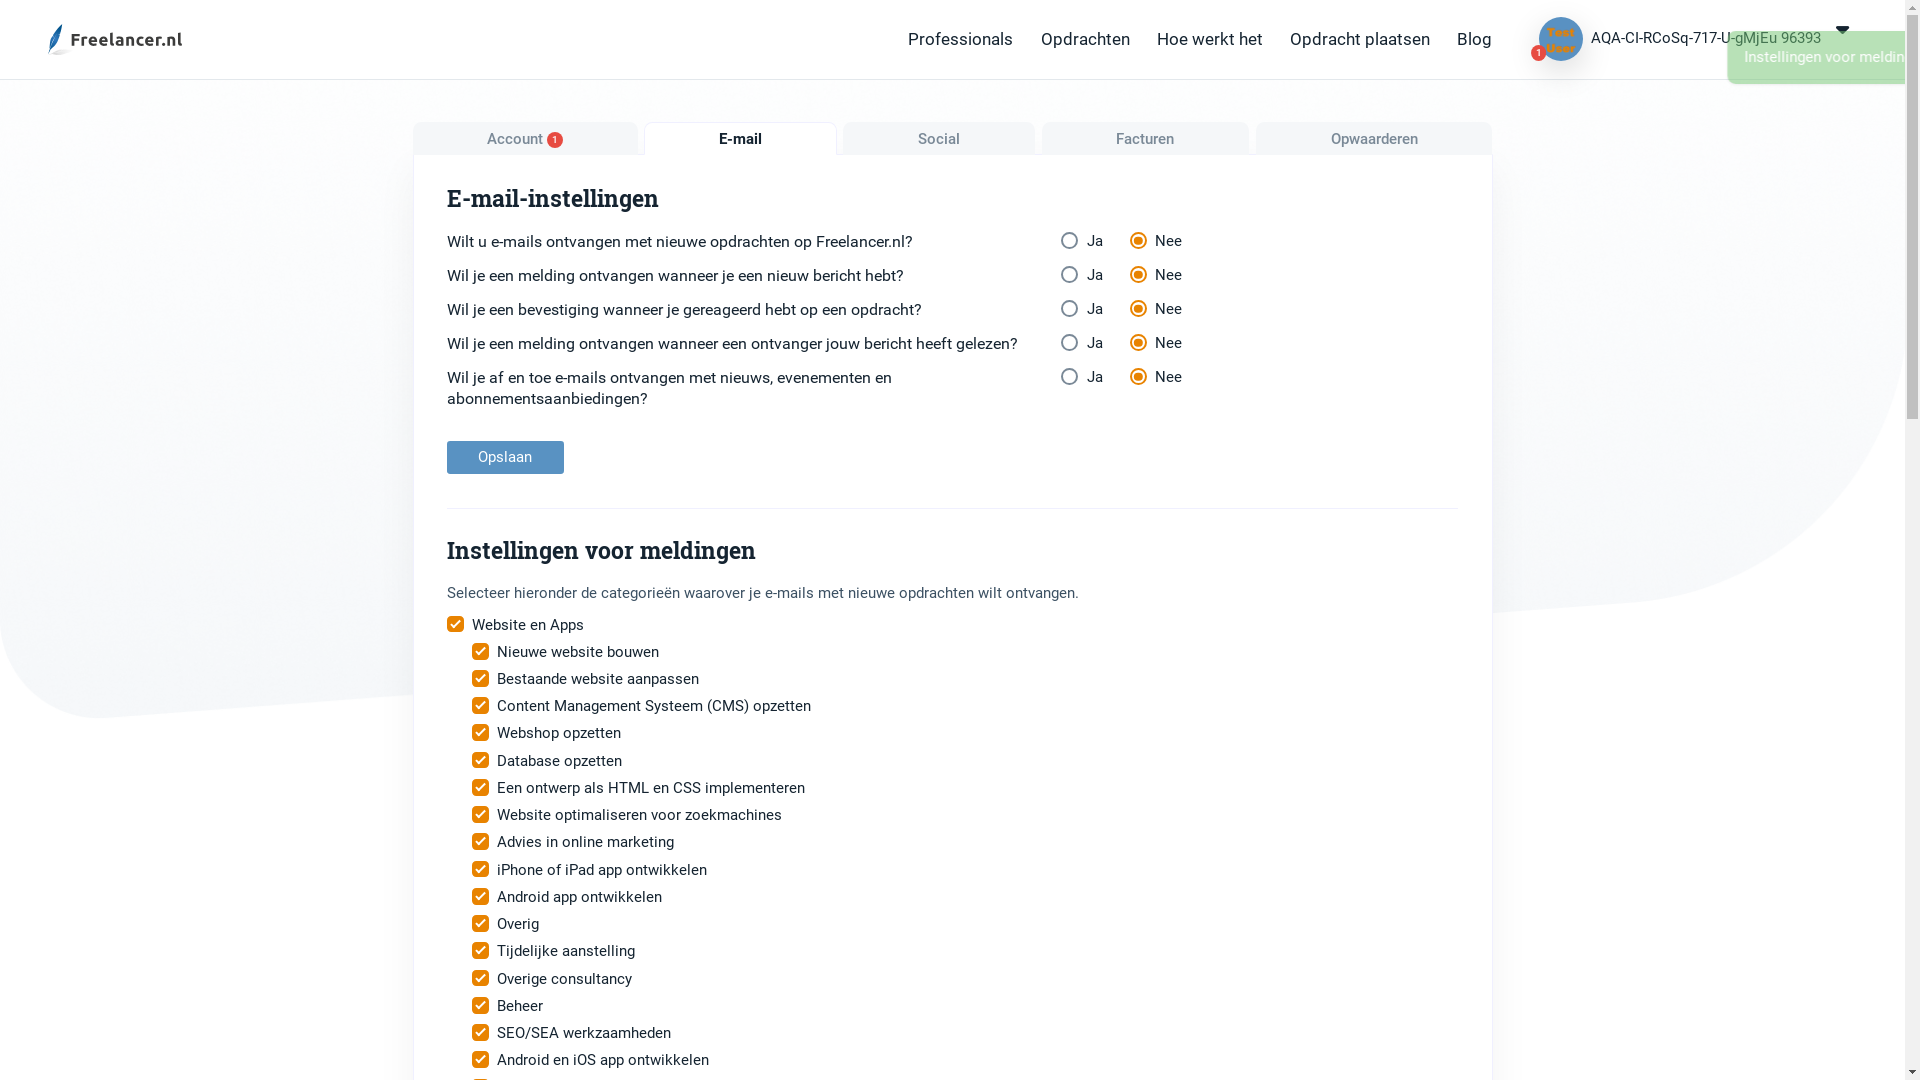 Freelancer.nl
Professionals
Opdrachten
Hoe werkt het
Opdracht plaatsen
Blog
Test
User
1
AQA-CI-RCoSq-717-U-gMjEu 96393
Instellingen voor
Account 1
E-mail
Social
Facturen
Opwaarderen
E-mail-instellingen
Wilt u e-mails ontvangen met nieuwe opdrachten op Freelancer.nl?
Ja
Nee
Wil je een melding ontvangen wanneer je een nieuw bericht hebt?
Ja
Nee
Wil je een bevestiging wanneer je gereageerd hebt op een opdracht?
Ja
Nee
Wil je een melding ontvangen wanneer een ontvanger jouw bericht heeft gelezen?
Ja
Nee
Wil je af en toe e-mails ontvangen met nieuws, evenementen en
abonnementsaanbiedingen?
Ja
Nee
Opslaan
Instellingen voor meldingen
Selecteer hieronder de categorieën waarover je e-mails met nieuwe opdrachten wilt ontvangen.
Website en Apps
Nieuwe website bouwen
Bestaande website aanpassen
Content Management Systeem (CMS) opzetten
Webshop opzetten
Database opzetten
Een ontwerp als HTML en CSS implementeren
Website optimaliseren voor zoekmachines
Advies in online marketing
iPhone of iPad app ontwikkelen
Android app ontwikkelen
Overig
Tijdelijke aanstelling
Overige consultancy
Beheer
SEO/SEA werkzaamheden
Android en iOS app ontwikkelen